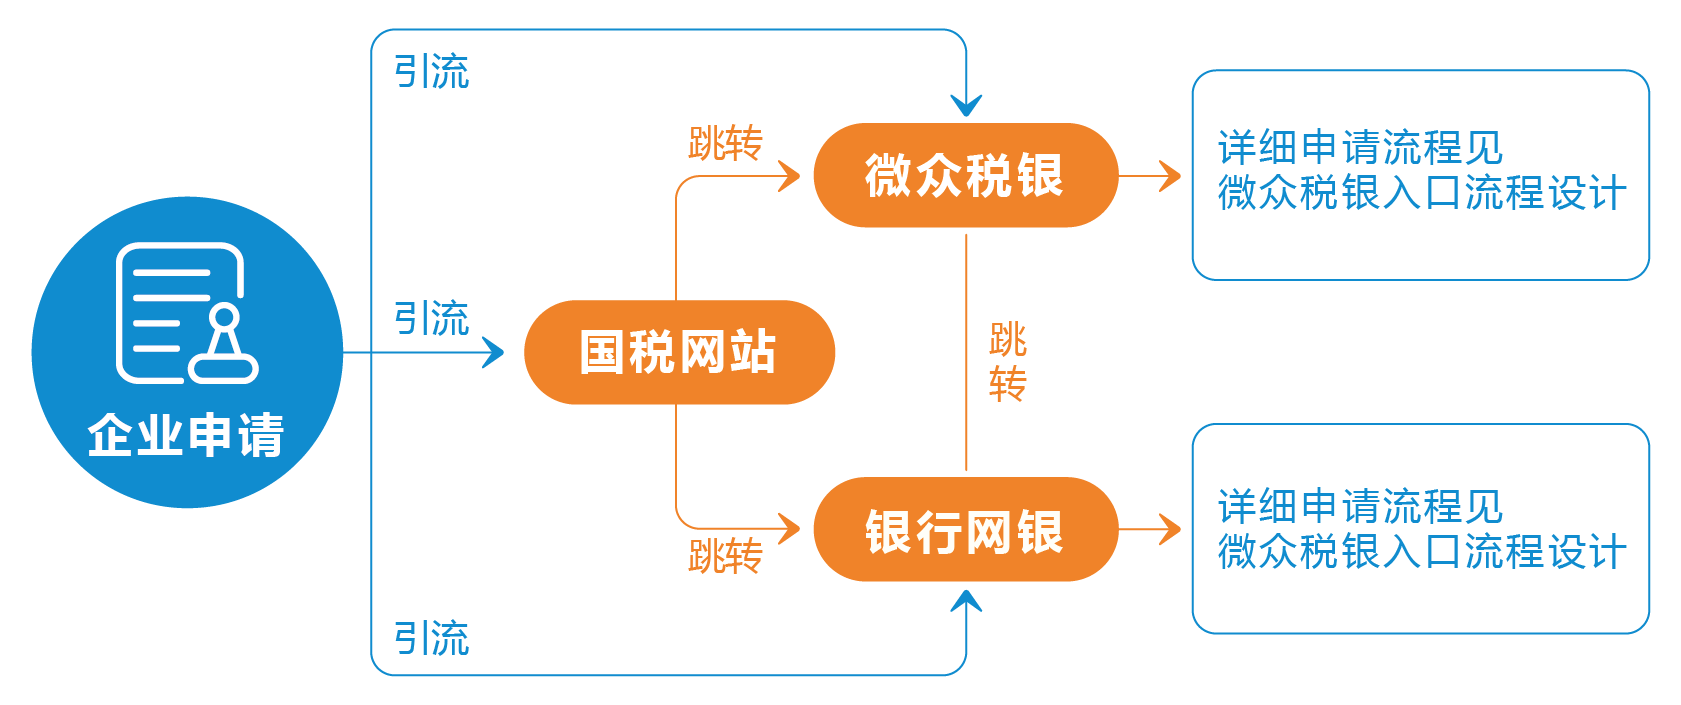 引流
跳转
微众税银
详细申请流程见
微众税银入口流程设计
引流
国税网站
跳
转
企业申请
银行网银
跳转
详细申请流程见
微众税银入口流程设计
引流